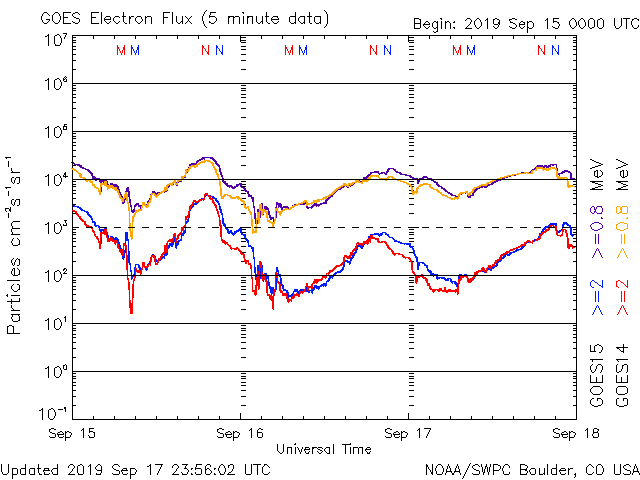 GOES Electron Flux (5 minute data)
Begin: 2019 Sep 15 0000 UTC
M M N N M M N N M M N N
10⁷
10⁶
10⁵
10⁴
10³
10²
10¹
10⁰
10⁻¹
Particles cm⁻²s⁻¹sr⁻¹
Sep 15 Sep 16 Sep 17 Sep 18
Universal Time
GOES15 >=2 >=0.8 MeV
GOES14 >=2 >=0.8 MeV
Updated 2019 Sep 17 23:56:02 UTC
NOAA/SWPC Boulder, CO USA